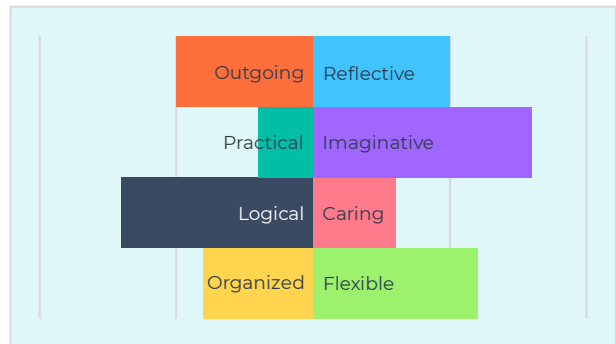 Outgoing Reflective
Practical Imaginative
Logical Caring
Organized Flexible